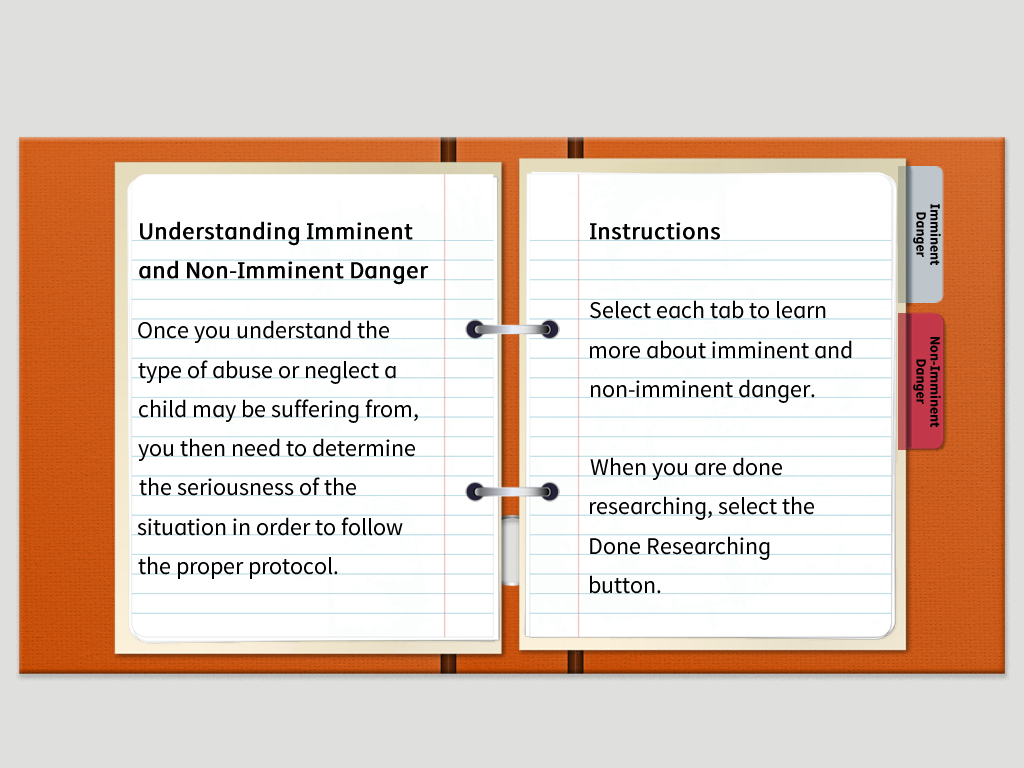 Understanding Imminent
and Non-Imminent Danger
Once you understand the
type of abuse or neglect a
child may be suffering from,
you then need to determine
the seriousness of the
situation in order to follow
the proper protocol.
Instructions
Select each tab to learn
more about imminent and
non-imminent danger.
When you are done
researching, select the
Done Researching
button.
Imminent
Danger
Non-Imminent
Danger